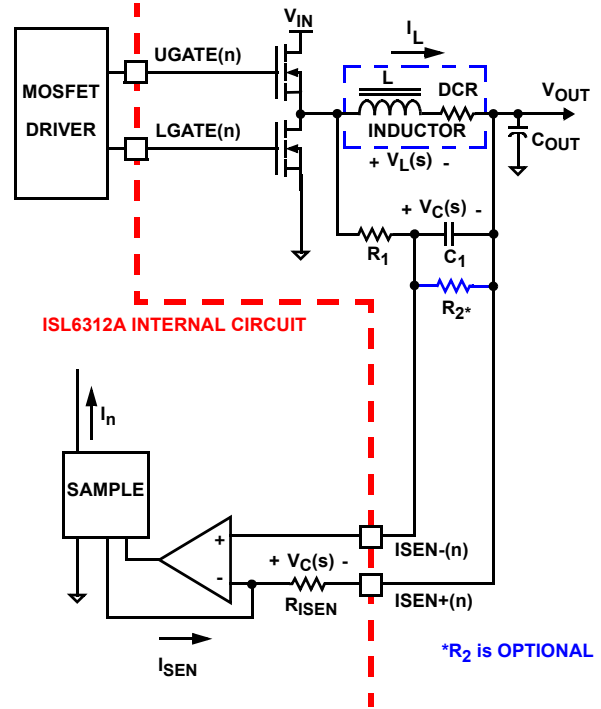 V_IN
I_L
UGATE(n)
L
DCR
V_OUT
MOSFET
DRIVER
LGATE(n)
INDUCTOR
C_OUT
+ V_L(s) -
+ V_C(s) -
R_1
C_1
R_2*
ISL6312A INTERNAL CIRCUIT
I_n
SAMPLE
+
ISEN-(n)
+ V_C(s) -
-
R_ISEN
ISEN+(n)
I_SEN
*R_2 is OPTIONAL